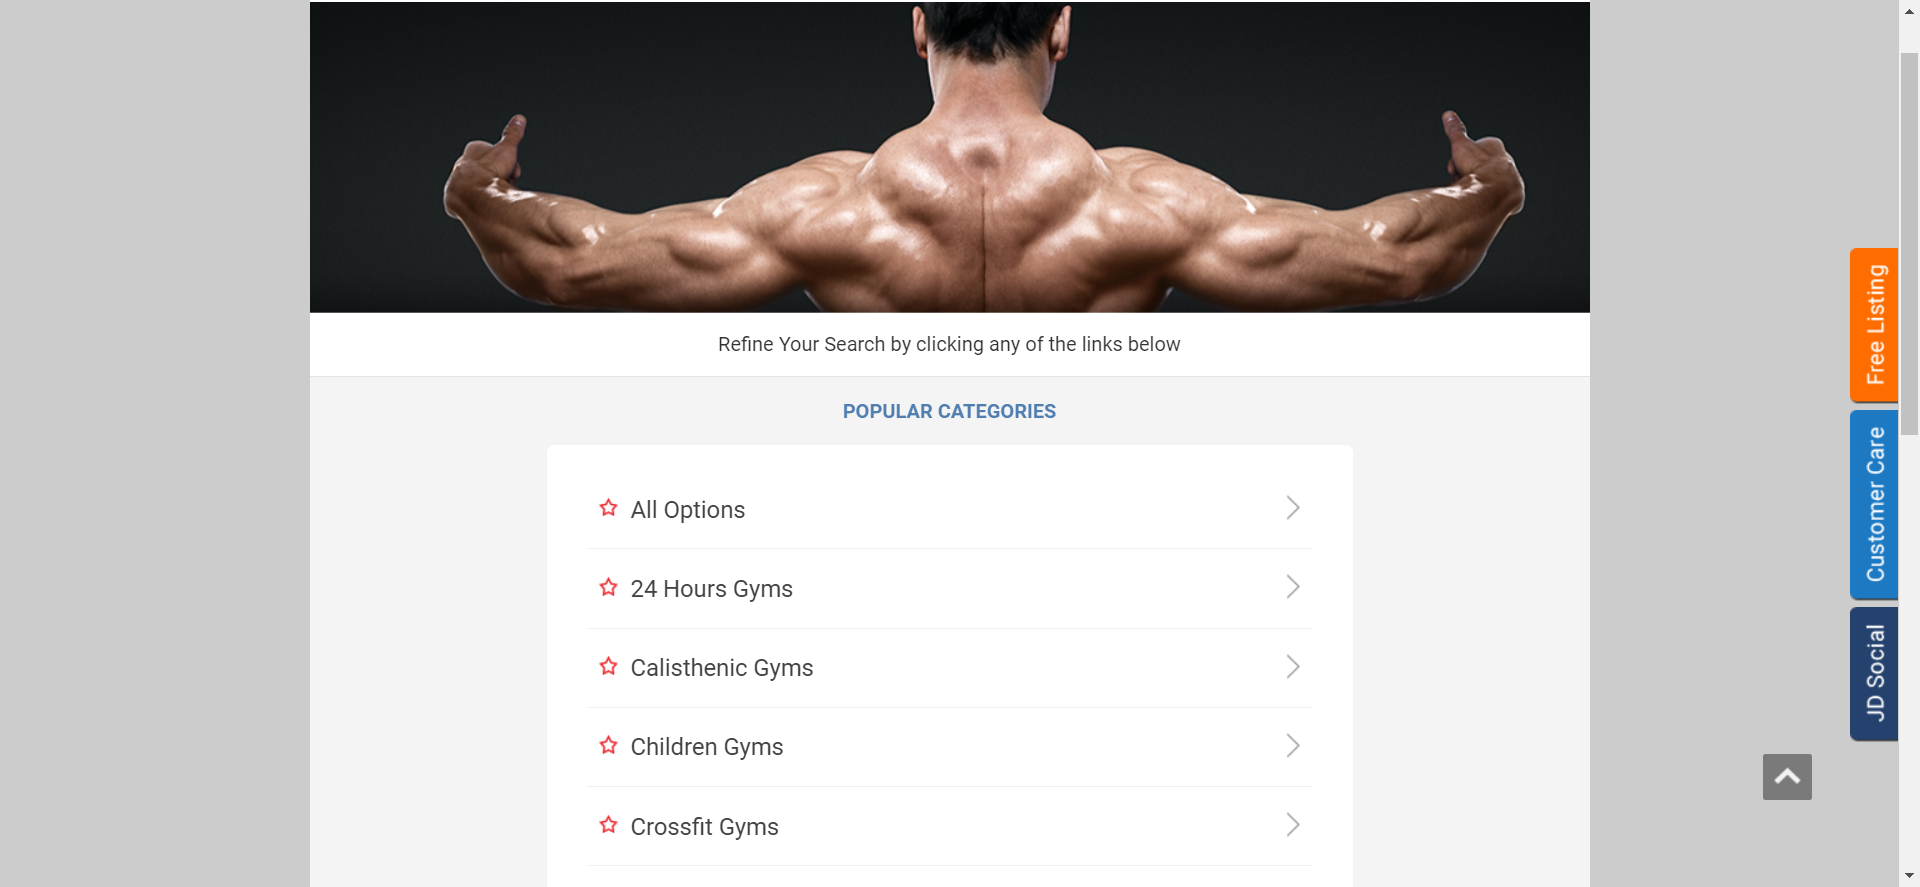 Refine Your Search by clicking any of the links below
POPULAR CATEGORIES
All Options
24 Hours Gyms
Calisthenic Gyms
Children Gyms
Crossfit Gyms
Free Listing
Customer Care
JD Social